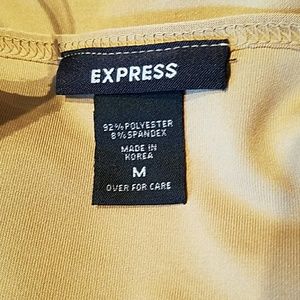 EXPRESS
92%POLYESTER
8%SPANDEX
MADE IN
KOREA
M
OVER FOR CARE